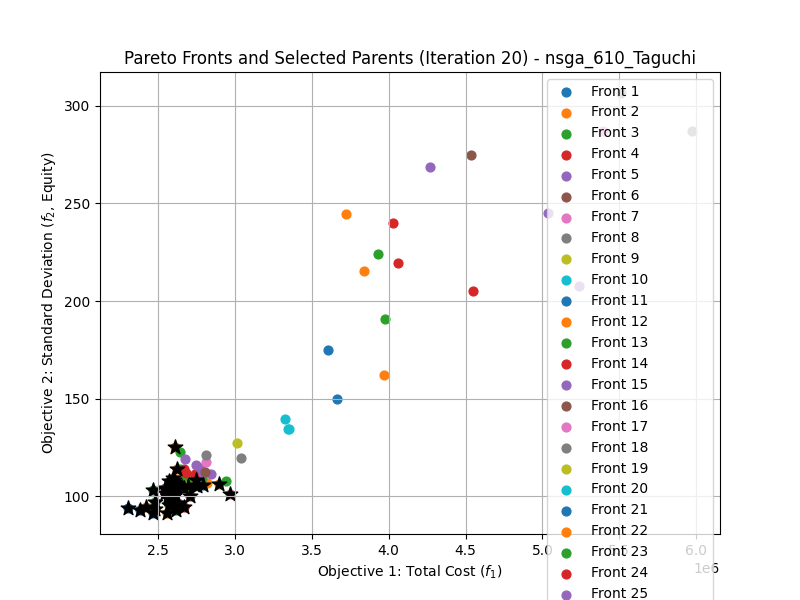 Pareto Fronts and Selected Parents (Iteration 20) - nsga_610_Taguchi
Objective 2: Standard Deviation (f₂, Equity)
300
250
200
150
100
2.5 3.0 3.5 4.0 4.5 5.0 6.0
Objective 1: Total Cost (f₁)
Front 1
Front 2
Front 3
Front 4
Front 5
Front 6
Front 7
Front 8
Front 9
Front 10
Front 11
Front 12
Front 13
Front 14
Front 15
Front 16
Front 17
Front 18
Front 19
Front 20
Front 21
Front 22
Front 23
Front 24
Front 25
1e6